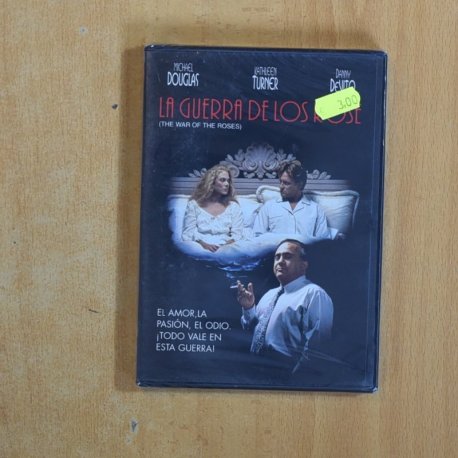 MICHAEL DOUGLAS
KATHLEEN TURNER
DANNY DEVITO
LA GUERRA DE LOS ROSE
3,00
(THE WAR OF THE ROSES)
EL AMOR, LA
PASIÓN, EL ODIO.
¡TODO VALE EN
ESTA GUERRA!